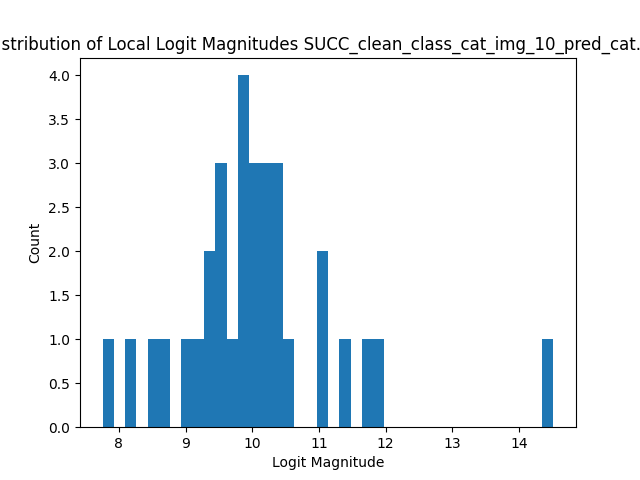 stribution of Local Logit Magnitudes SUCC_clean_class_cat_img_10_pred_cat.
4.0
3.5
3.0
2.5
2.0
1.5
1.0
0.5
0.0
Count
8 9 10 11 12 13 14
Logit Magnitude